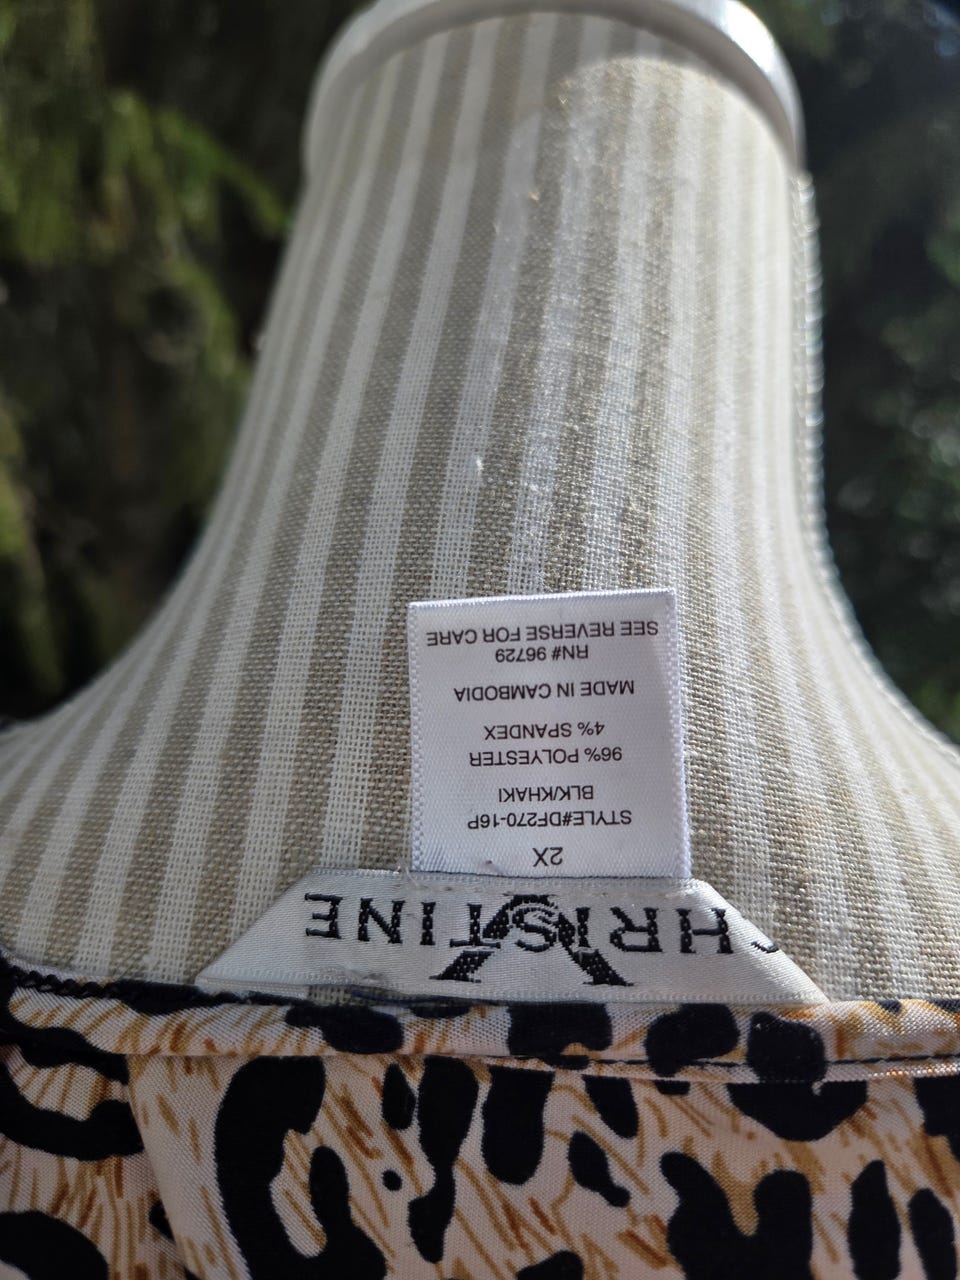 CHRISTINE
2X
STYLE#DF270-16P
BLK/KHAKI
96% POLYESTER
4% SPANDEX
MADE IN CAMBODIA
RN# 96729
SEE REVERSE FOR CARE